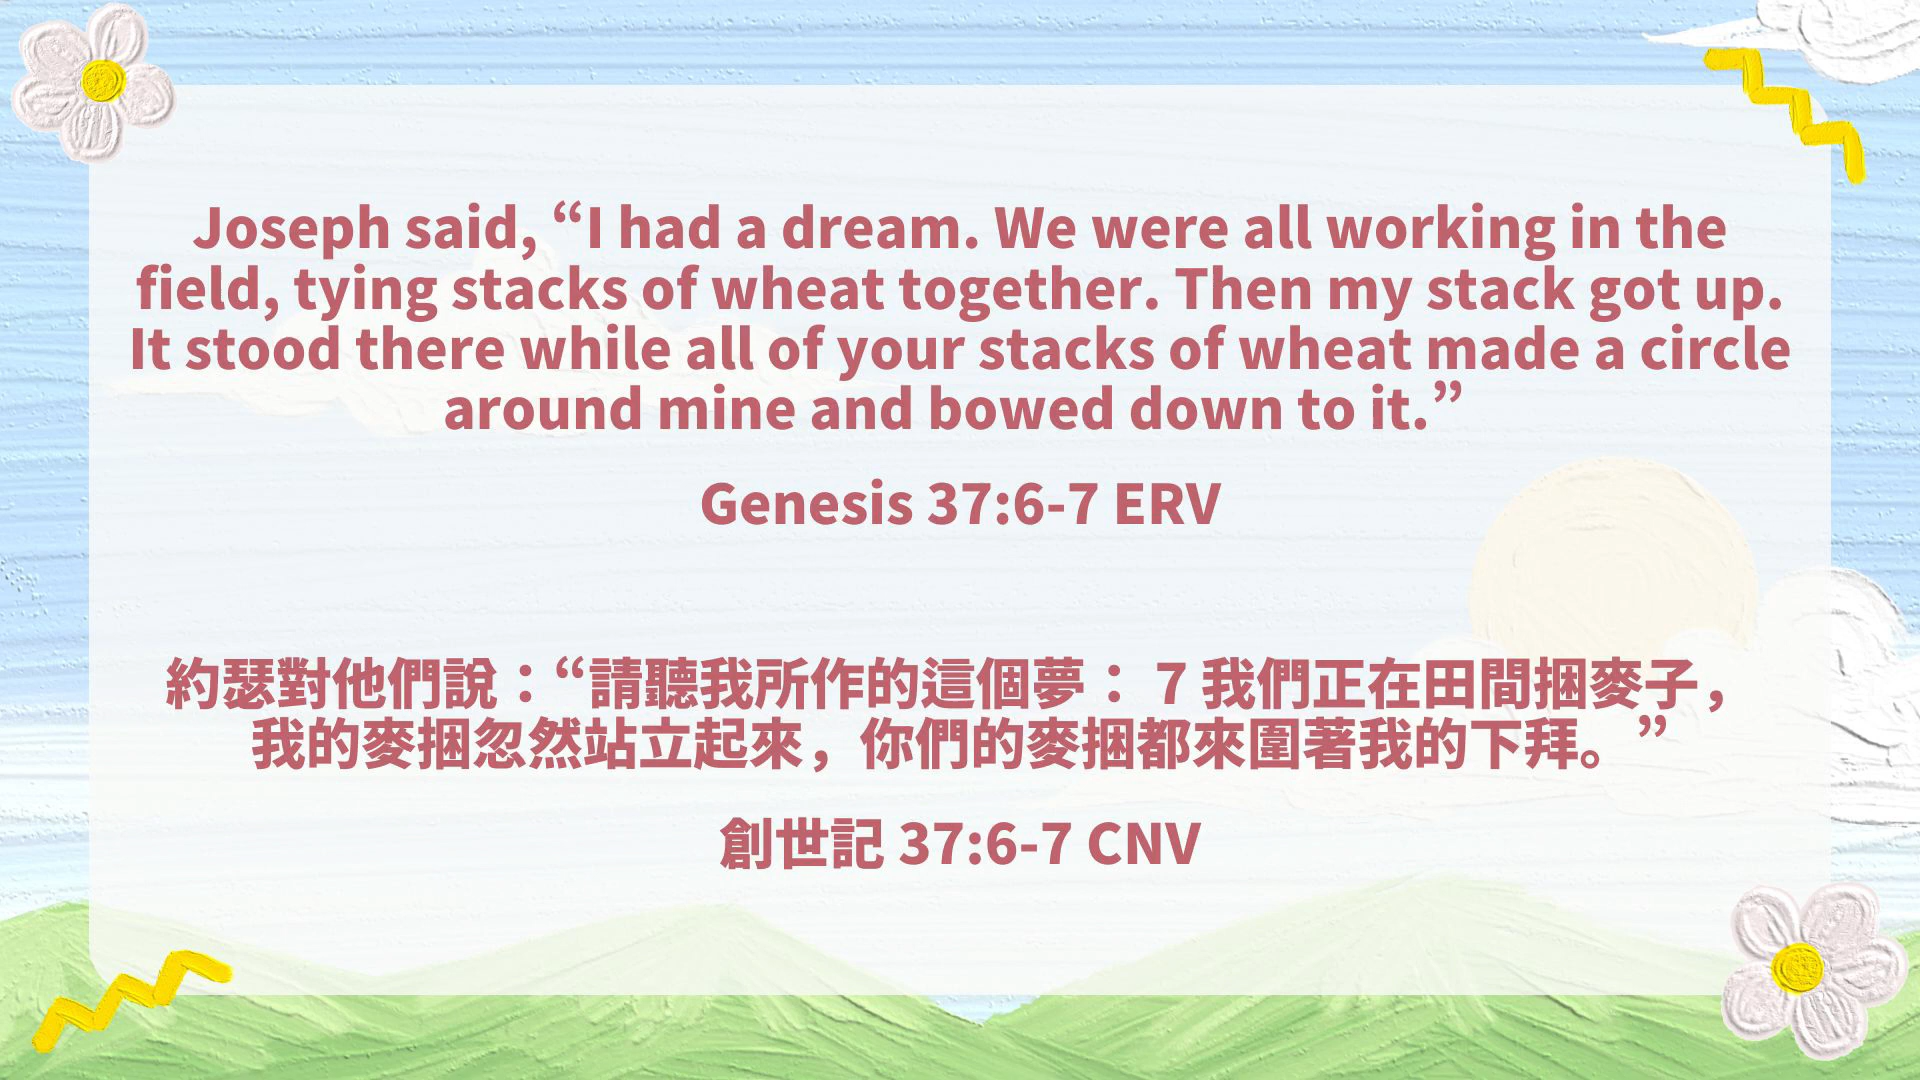 Joseph said, “I had a dream. We were all working in the
field, tying stacks of wheat together. Then my stack got up.
It stood there while all of your stacks of wheat made a circle
around mine and bowed down to it.”
Genesis 37:6-7 ERV
約瑟對他們說：“請聽我所作的這個夢： 7 我們正在田間捆麥子，
我的麥捆忽然站立起來，你們的麥捆都來圍著我的下拜。”
創世記 37:6-7 CNV